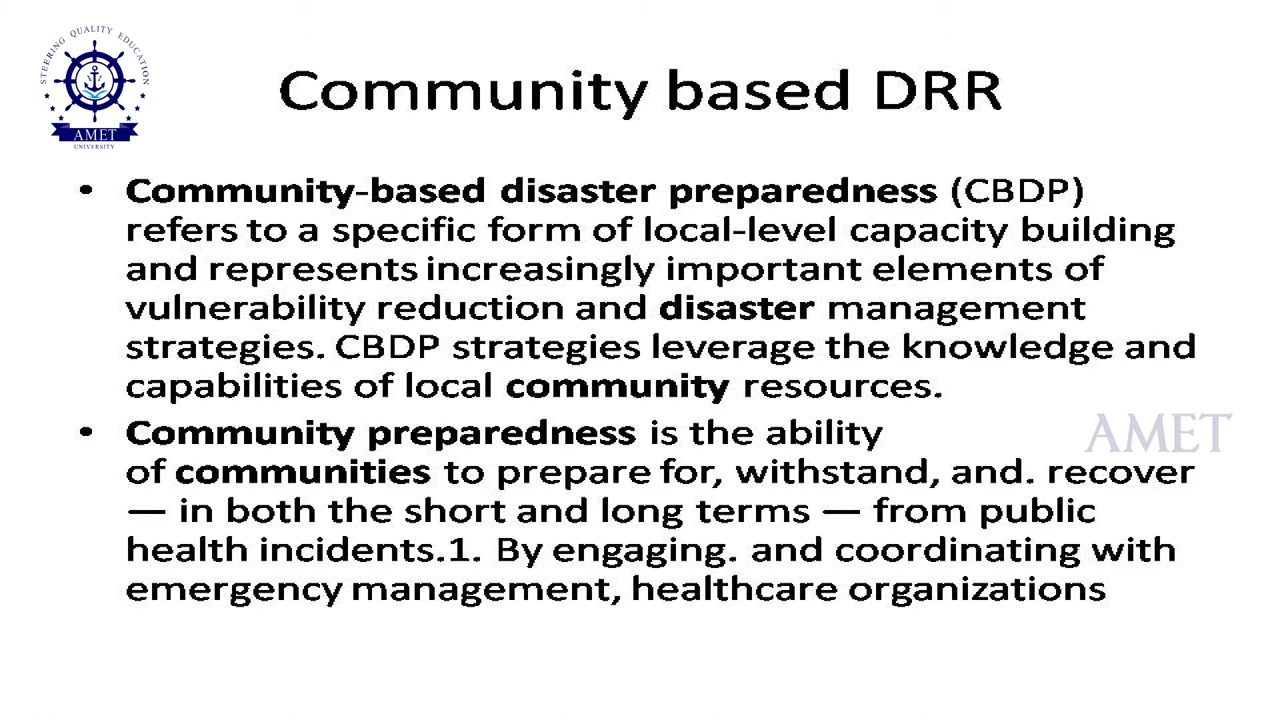 STEERING QUALITY EDUCATION
AMET
UNIVERSITY
Community based DRR
• Community-based disaster preparedness (CBDP)
refers to a specific form of local-level capacity building
and represents increasingly important elements of
vulnerability reduction and disaster management
strategies. CBDP strategies leverage the knowledge and
capabilities of local community resources.
AMET
• Community preparedness is the ability
of communities to prepare for, withstand, and. recover
— in both the short and long terms — from public
health incidents.1. By engaging. and coordinating with
emergency management, healthcare organizations